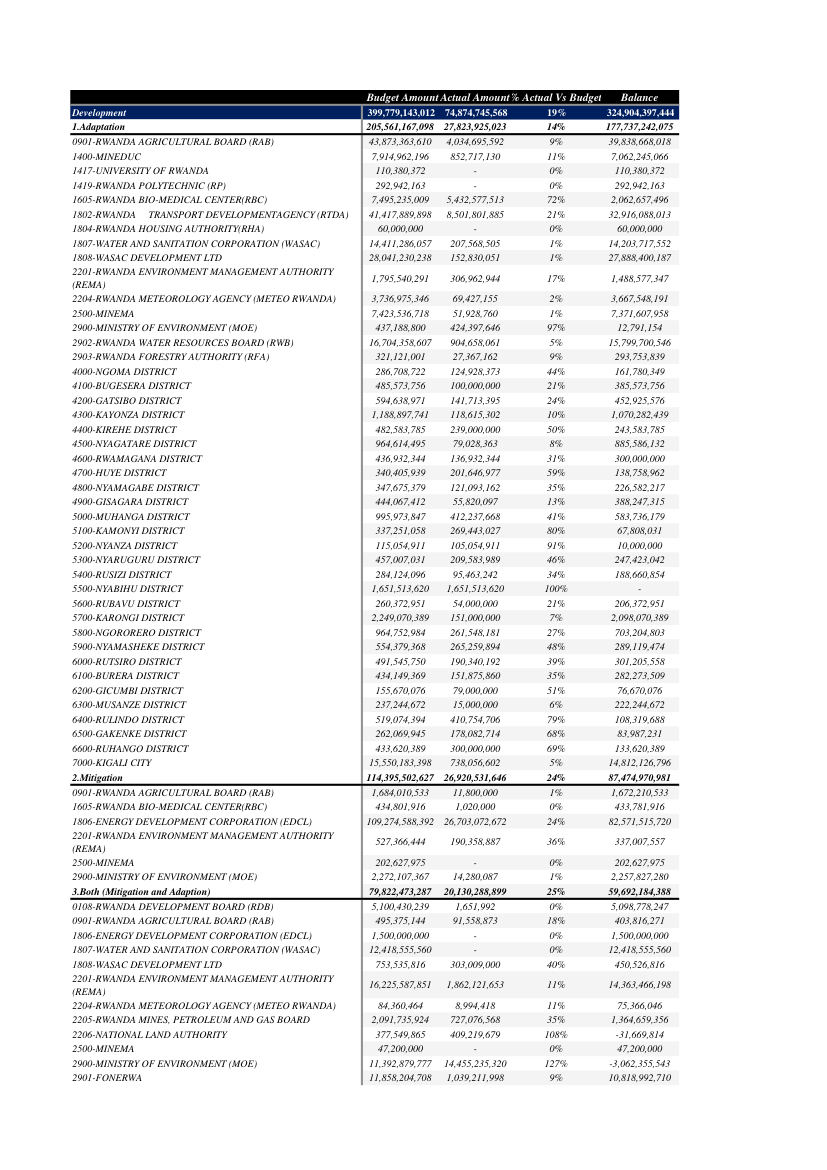 Budget Amount Actual Amount % Actual Vs Budget Balance
Development 399,779,143,012 74,874,745,568 19% 324,904,397,444
1.Adaptation 205,561,167,098 27,823,925,023 14% 177,737,242,075
0901-RWANDA AGRICULTURAL BOARD (RAB) 43,873,363,610 4,034,695,592 9% 39,838,668,018
1400-MINEDUC 7,914,962,196 852,717,130 11% 7,062,245,066
1417-UNIVERSITY OF RWANDA 110,380,372 - 0% 110,380,372
1419-RWANDA POLYTECHNIC (RP) 292,942,163 - 0% 292,942,163
1605-RWANDA BIO-MEDICAL CENTER(RBC) 7,495,235,009 5,432,577,513 72% 2,062,657,496
1802-RWANDA TRANSPORT DEVELOPMENTAGENCY (RTDA) 41,417,889,898 8,501,801,885 21% 32,916,088,013
1804-RWANDA HOUSING AUTHORITY(RHA) 60,000,000 - 0% 60,000,000
1807-WATER AND SANITATION CORPORATION (WASAC) 14,411,286,057 207,568,505 1% 14,203,717,552
1808-WASAC DEVELOPMENT LTD 28,041,230,238 152,830,051 1% 27,888,400,187
2201-RWANDA ENVIRONMENT MANAGEMENT AUTHORITY
(REMA) 1,795,540,291 306,962,944 17% 1,488,577,347
2204-RWANDA METEOROLOGY AGENCY (METEO RWANDA) 3,736,975,346 69,427,155 2% 3,667,548,191
2500-MINEMA 7,423,536,718 51,928,760 1% 7,371,607,958
2900-MINISTRY OF ENVIRONMENT (MOE) 437,188,800 424,397,646 97% 12,791,154
2902-RWANDA WATER RESOURCES BOARD (RWB) 16,704,358,607 904,658,061 5% 15,799,700,546
2903-RWANDA FORESTRY AUTHORITY (RFA) 321,121,001 27,367,162 9% 293,753,839
4000-NGOMA DISTRICT 286,708,722 124,928,373 44% 161,780,349
4100-BUGESERA DISTRICT 485,573,756 100,000,000 21% 385,573,756
4200-GATSIBO DISTRICT 594,638,971 141,713,395 24% 452,925,576
4300-KAYONZA DISTRICT 1,188,897,741 118,615,302 10% 1,070,282,439
4400-KIREHE DISTRICT 482,583,785 239,000,000 50% 243,583,785
4500-NYAGATARE DISTRICT 964,614,495 79,028,363 8% 885,586,132
4600-RWAMAGANA DISTRICT 436,932,344 136,932,344 31% 300,000,000
4700-HUYE DISTRICT 340,405,939 201,646,977 59% 138,758,962
4800-NYAMAGABE DISTRICT 347,675,379 121,093,162 35% 226,582,217
4900-GISAGARA DISTRICT 444,067,412 55,820,097 13% 388,247,315
5000-MUHANGA DISTRICT 995,973,847 412,237,668 41% 583,736,179
5100-KAMONYI DISTRICT 337,251,058 269,443,027 80% 67,808,031
5200-NYANZA DISTRICT 115,054,911 105,054,911 91% 10,000,000
5300-NYARUGURU DISTRICT 457,007,031 209,583,989 46% 247,423,042
5400-RUSIZI DISTRICT 284,124,096 95,463,242 34% 188,660,854
5500-NYABIHU DISTRICT 1,651,513,620 1,651,513,620 100% -
5600-RUBAVU DISTRICT 260,372,951 54,000,000 21% 206,372,951
5700-KARONGI DISTRICT 2,249,070,389 151,000,000 7% 2,098,070,389
5800-NGORORERO DISTRICT 964,752,984 261,548,181 27% 703,204,803
5900-NYAMASHEKE DISTRICT 554,379,368 265,259,894 48% 289,119,474
6000-RUTSIRO DISTRICT 491,545,750 190,340,192 39% 301,205,558
6100-BURERA DISTRICT 434,149,369 151,875,860 35% 282,273,509
6200-GICUMBI DISTRICT 155,670,076 79,000,000 51% 76,670,076
6300-MUSANZE DISTRICT 237,244,672 15,000,000 6% 222,244,672
6400-RULINDO DISTRICT 519,074,394 410,754,706 79% 108,319,688
6500-GAKENKE DISTRICT 262,069,945 178,082,714 68% 83,987,231
6600-RUHANGO DISTRICT 433,620,389 300,000,000 69% 133,620,389
7000-KIGALI CITY 15,550,183,398 738,056,602 5% 14,812,126,796
2.Mitigation 114,395,502,627 26,920,531,646 24% 87,474,970,981
0901-RWANDA AGRICULTURAL BOARD (RAB) 1,684,010,533 11,800,000 1% 1,672,210,533
1605-RWANDA BIO-MEDICAL CENTER(RBC) 434,801,916 1,020,000 0% 433,781,916
1806-ENERGY DEVELOPMENT CORPORATION (EDCL) 109,274,588,392 26,703,072,672 24% 82,571,515,720
2201-RWANDA ENVIRONMENT MANAGEMENT AUTHORITY
(REMA) 527,366,444 190,358,887 36% 337,007,557
2500-MINEMA 202,627,975 - 0% 202,627,975
2900-MINISTRY OF ENVIRONMENT (MOE) 2,272,107,367 14,280,087 1% 2,257,827,280
3.Both (Mitigation and Adaption) 79,822,473,287 20,130,288,899 25% 59,692,184,388
0108-RWANDA DEVELOPMENT BOARD (RDB) 5,100,430,239 1,651,992 0% 5,098,778,247
0901-RWANDA AGRICULTURAL BOARD (RAB) 495,375,144 91,558,873 18% 403,816,271
1806-ENERGY DEVELOPMENT CORPORATION (EDCL) 1,500,000,000 - 0% 1,500,000,000
1807-WATER AND SANITATION CORPORATION (WASAC) 12,418,555,560 - 0% 12,418,555,560
1808-WASAC DEVELOPMENT LTD 753,535,816 303,009,000 40% 450,526,816
2201-RWANDA ENVIRONMENT MANAGEMENT AUTHORITY
(REMA) 16,225,587,851 1,862,121,653 11% 14,363,466,198
2204-RWANDA METEOROLOGY AGENCY (METEO RWANDA) 84,360,464 8,994,418 11% 75,366,046
2205-RWANDA MINES, PETROLEUM AND GAS BOARD 2,091,735,924 727,076,568 35% 1,364,659,356
2206-NATIONAL LAND AUTHORITY 377,549,865 409,219,679 108% -31,669,814
2500-MINEMA 47,200,000 - 0% 47,200,000
2900-MINISTRY OF ENVIRONMENT (MOE) 11,392,879,777 14,455,235,320 127% -3,062,355,543
2901-FONERWA 11,858,204,708 1,039,211,998 9% 10,818,992,710